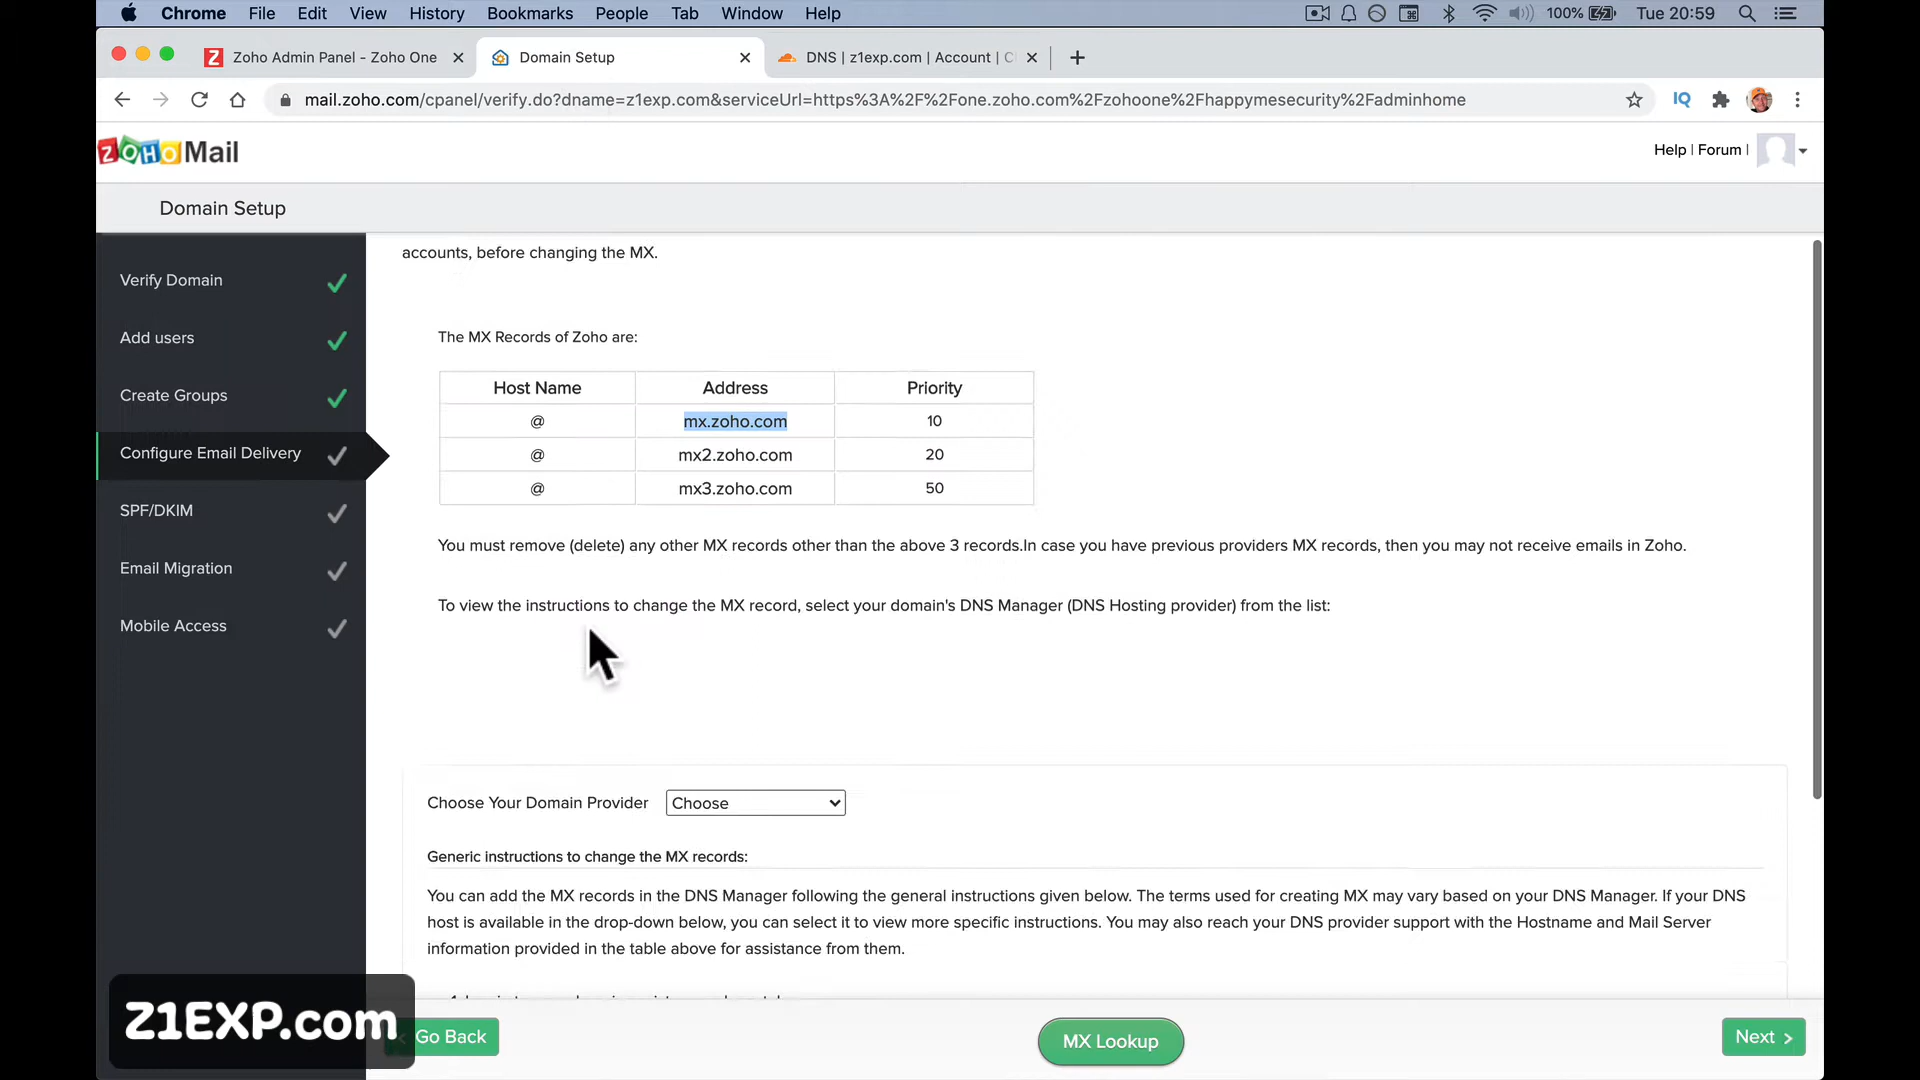 Chrome File Edit View History Bookmarks People Tab Window Help 100% Tue 20:59
Zoho Admin Panel - Zoho One Domain Setup DNS | z1exp.com | Account | C
mail.zoho.com/cpanel/verify.do?dname=z1exp.com&serviceUrl=https%3A%2F%2Fone.zoho.com%2Fzohoone%2Fhappymesecurity%2Fadminhome IQ
ZOHO Mail Help | Forum |
Domain Setup
accounts, before changing the MX.
Verify Domain
Add users
Create Groups
Configure Email Delivery
SPF/DKIM
Email Migration
Mobile Access
The MX Records of Zoho are:
Host Name Address Priority
@ mx.zoho.com 10
@ mx2.zoho.com 20
@ mx3.zoho.com 50
You must remove (delete) any other MX records other than the above 3 records.In case you have previous providers MX records, then you may not receive emails in Zoho.
To view the instructions to change the MX record, select your domain's DNS Manager (DNS Hosting provider) from the list:
Choose Your Domain Provider Choose
Generic instructions to change the MX records:
You can add the MX records in the DNS Manager following the general instructions given below. The terms used for creating MX may vary based on your DNS Manager. If your DNS
host is available in the drop-down below, you can select it to view more specific instructions. You may also reach your DNS provider support with the Hostname and Mail Server
information provided in the table above for assistance from them.
Z1EXP.com
Go Back MX Lookup Next